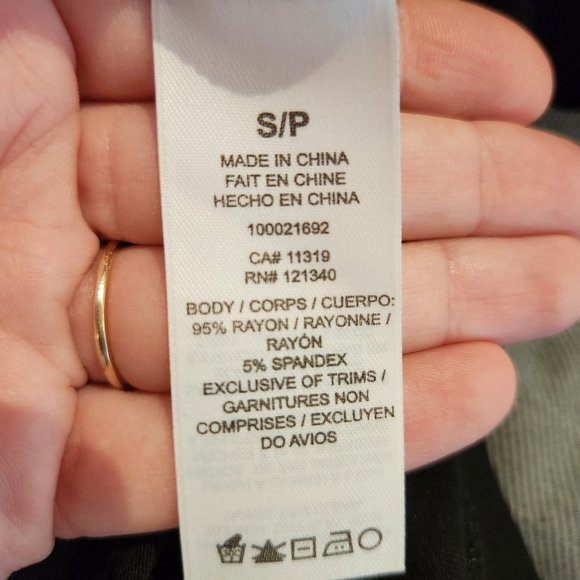 S/P
MADE IN CHINA
FAIT EN CHINE
HECHO EN CHINA
100021692
CA# 11319
RN# 121340
BODY / CORPS / CUERPO:
95% RAYON / RAYONNE /
RAYÓN
5% SPANDEX
EXCLUSIVE OF TRIMS /
GARNITURES NON
COMPRISES / EXCLUYEN
DO AVIOS